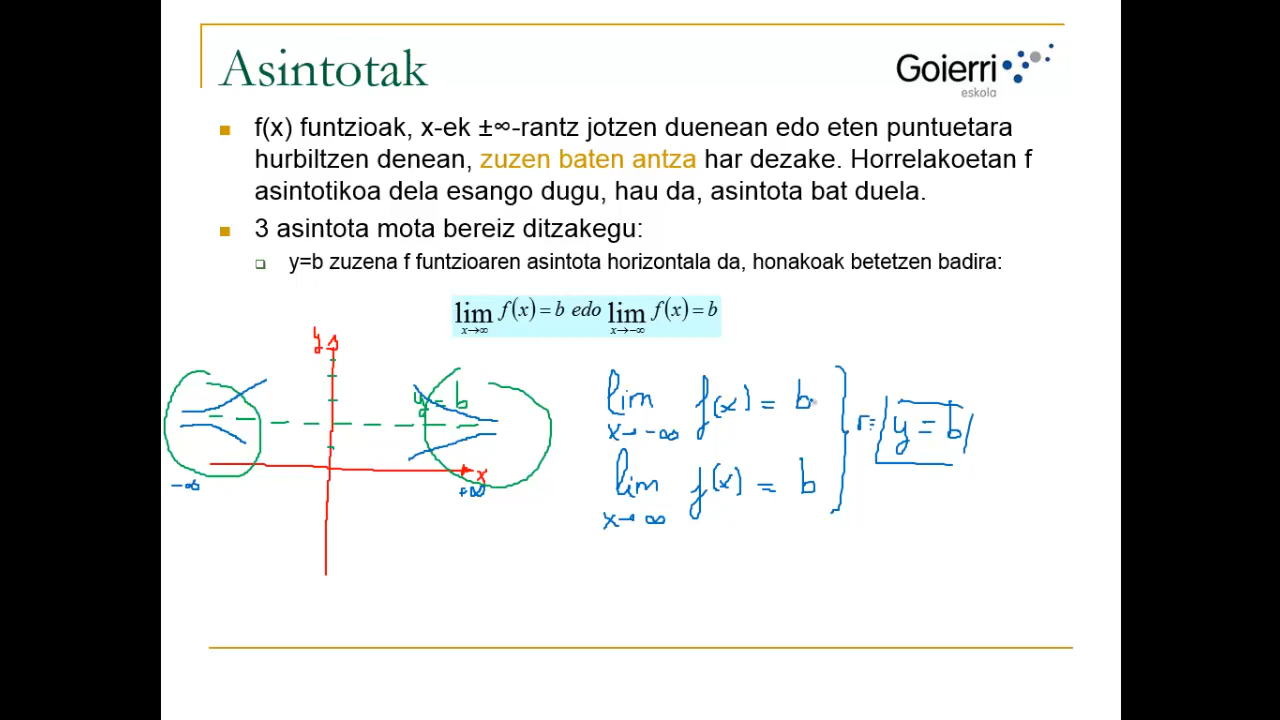 Asintotak
Goierri
eskola
f(x) funtzioak, x-ek ±∞-rantz jotzen duenean edo eten puntuetara
hurbiltzen denean, zuzen baten antza har dezake. Horrelakoetan f
asintotikoa dela esango dugu, hau da, asintota bat duela.
3 asintota mota bereiz ditzakegu:
y=b zuzena f funtzioaren asintota horizontala da, honakoak betetzen badira:
lim f(x) = b edo lim f(x) = b
x→∞ x→-∞
y
y = b
x
-∞
+∞
lim f(x) = b
x→-∞
y = b
lim f(x) = b
x→∞